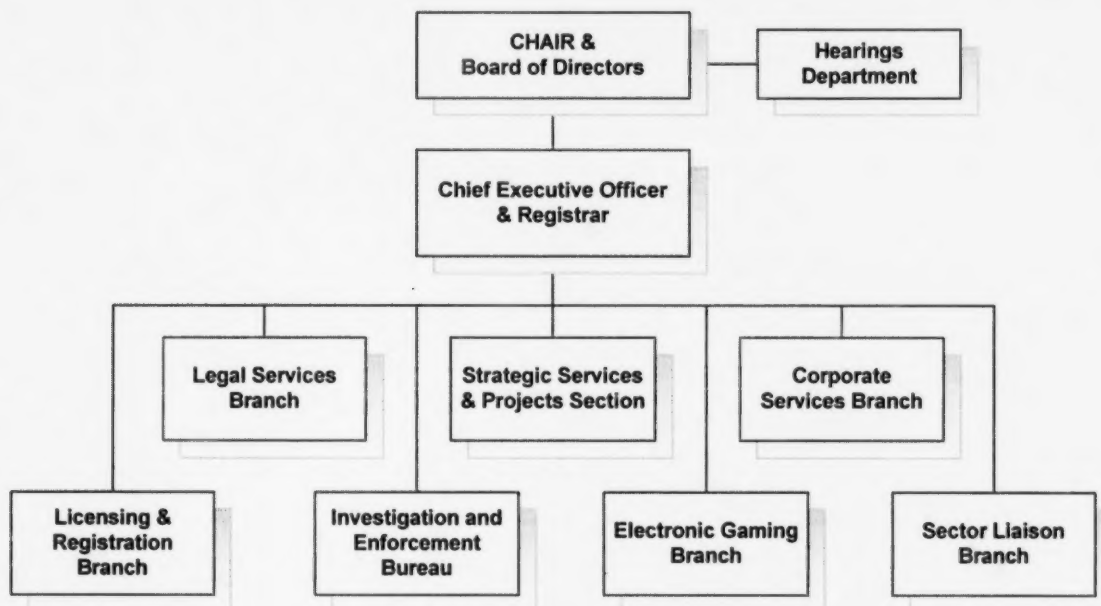 CHAIR &
Board of Directors
Hearings
Department
Chief Executive Officer
& Registrar
Legal Services
Branch
Strategic Services
& Projects Section
Corporate
Services Branch
Licensing &
Registration
Branch
Investigation and
Enforcement
Bureau
Electronic Gaming
Branch
Sector Liaison
Branch